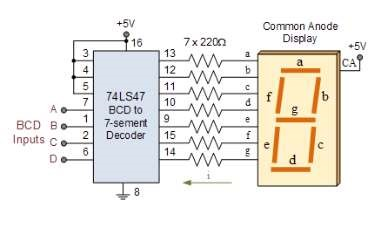 +5V
16
Common Anode
Display
+5V
CA
7 x 220Ω
3
4
5
7
1
2
6
A
B
C
D
BCD
Inputs
74LS47
BCD to
7-sement
Decoder
13
12
11
10
9
15
14
a
b
c
d
e
f
g
a
b
c
d
e
f
g
i
8